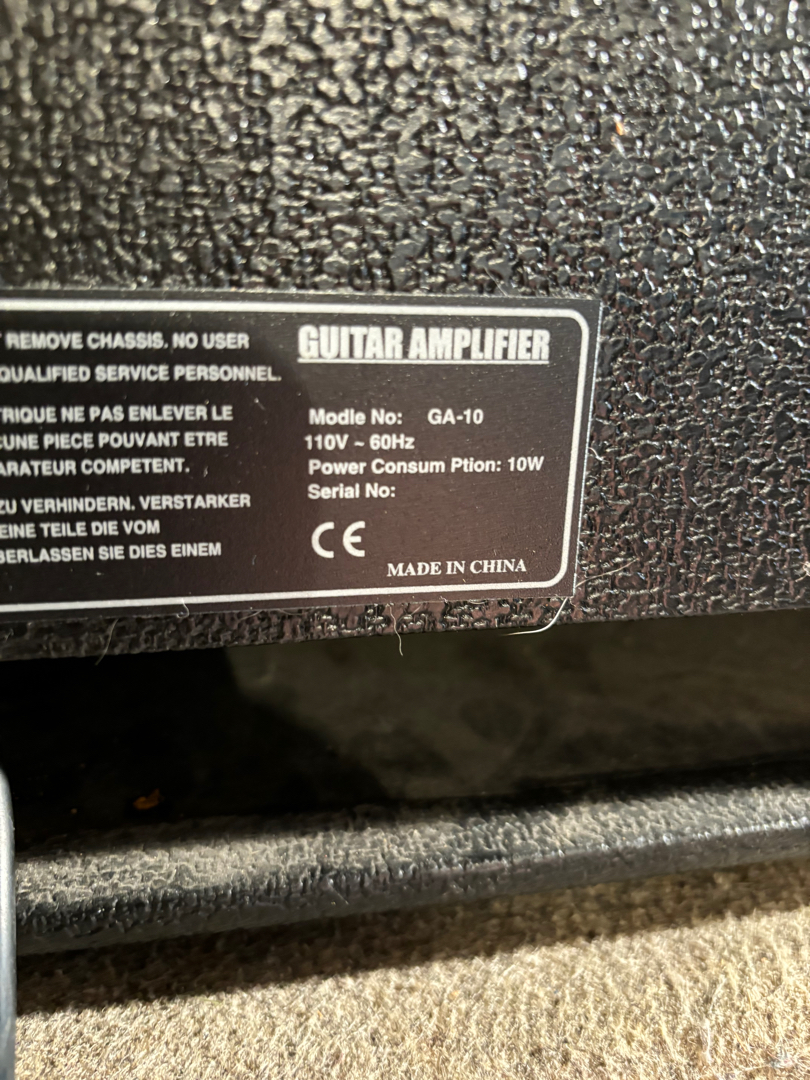 REMOVE CHASSIS. NO USER
QUALIFIED SERVICE PERSONNEL.
TRIQUE NE PAS ENLEVER LE
CUNE PIECE POUVANT ETRE
ARATEUR COMPETENT.
ZU VERHINDERN. VERSTARKER
EINE TEILE DIE VOM
BERLASSEN SIE DIES EINEM
GUITAR AMPLIFIER
Modle No: GA-10
110V ~ 60Hz
Power Consum Ption: 10W
Serial No:
CE
MADE IN CHINA